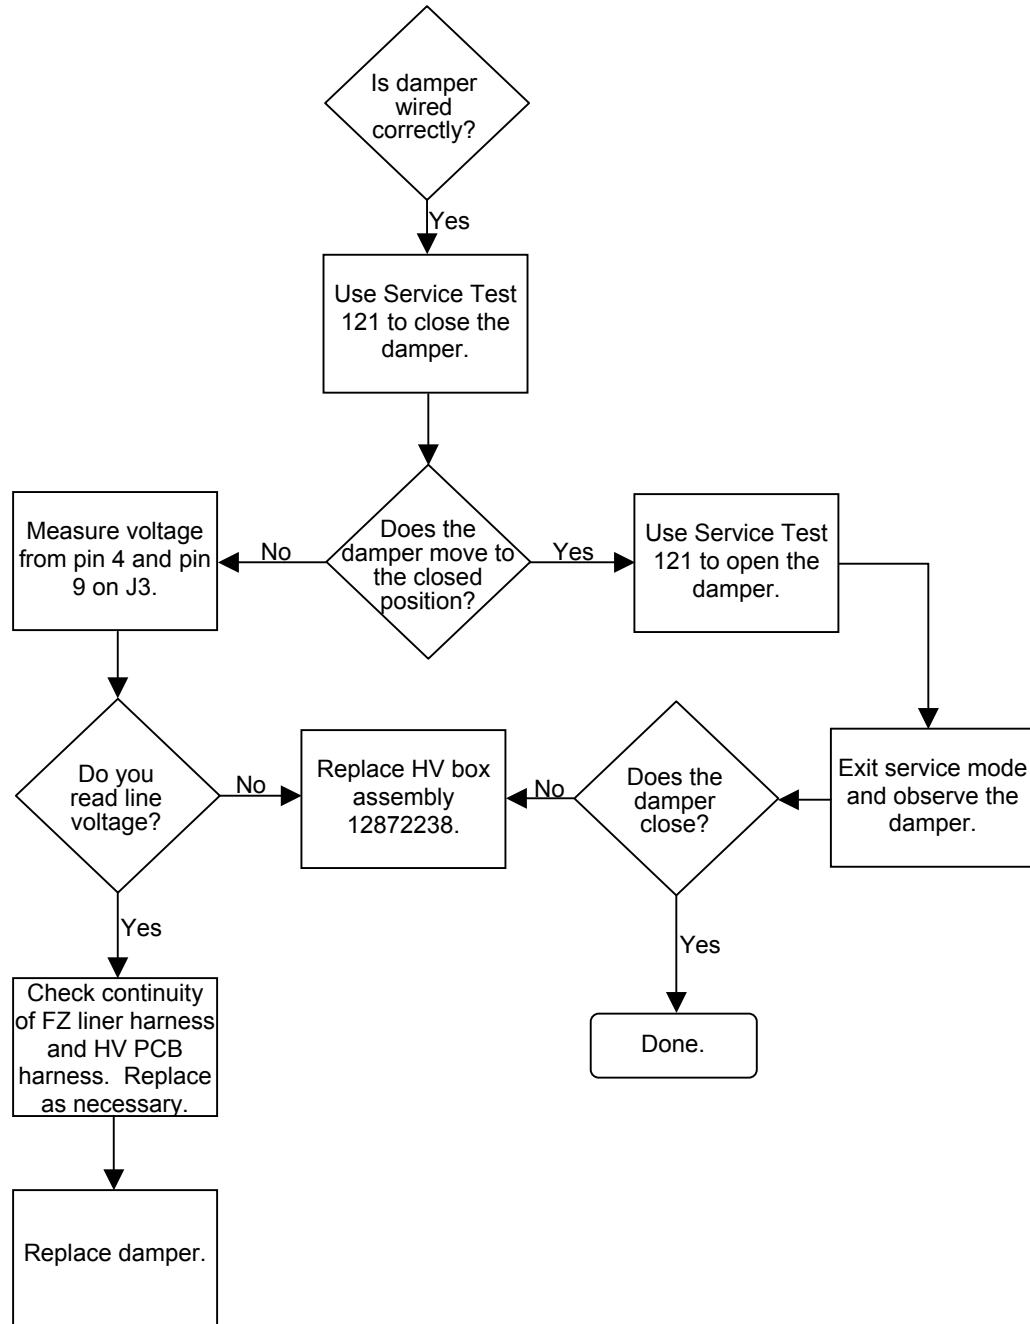 Is damper
wired
correctly?
Yes
Use Service Test
121 to close the
damper.
Does the
damper move to
the closed
position?
No
Yes
Measure voltage
from pin 4 and pin
9 on J3.
Use Service Test
121 to open the
damper.
Do you
read line
voltage?
No
Replace HV box
assembly
12872238.
No
Does the
damper
close?
Exit service mode
and observe the
damper.
Yes
Yes
Check continuity
of FZ liner harness
and HV PCB
harness.  Replace
as necessary.
Done.
Replace damper.